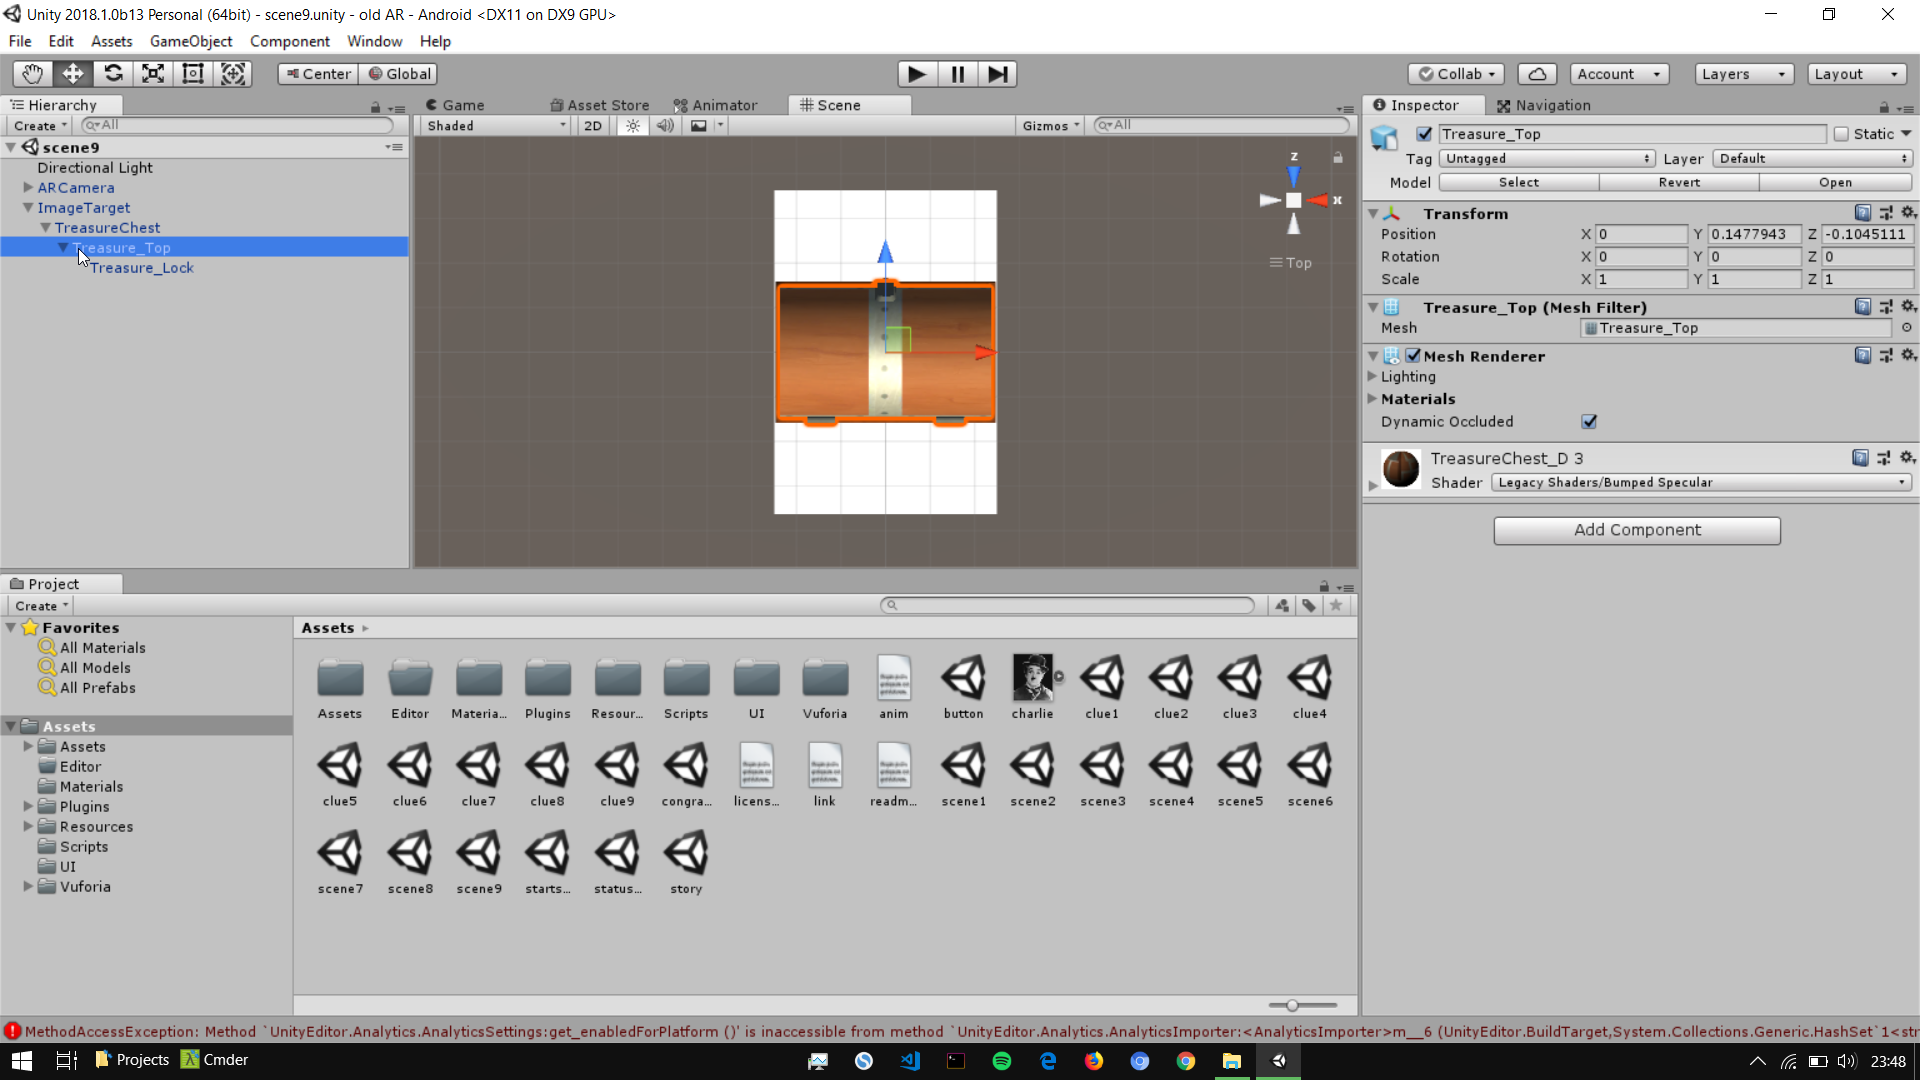 Unity 2018.1.0b13 Personal (64bit) - scene9.unity - old AR - Android <DX11 on DX9 GPU>
File Edit Assets GameObject Component Window Help
Center Global Collab Account Layers Layout
Hierarchy
Create All
scene9
Directional Light
ARCamera
ImageTarget
TreasureChest
Treasure_Top
Treasure_Lock
Game Asset Store Animator Scene
Shaded 2D Gizmos All
z
x
Top
Inspector Navigation
Treasure_Top Static
Tag Untagged Layer Default
Model Select Revert Open
Transform
Position X 0 Y 0.1477943 Z -0.1045111
Rotation X 0 Y 0 Z 0
Scale X 1 Y 1 Z 1
Treasure_Top (Mesh Filter)
Mesh Treasure_Top
Mesh Renderer
Lighting
Materials
Dynamic Occluded
TreasureChest_D 3
Shader Legacy Shaders/Bumped Specular
Add Component
Project
Create
Favorites
All Materials
All Models
All Prefabs
Assets
Assets
Editor
Materials
Plugins
Resources
Scripts
UI
Vuforia
Assets
Assets Editor Materia... Plugins Resour... Scripts UI Vuforia anim button charlie clue1 clue2 clue3 clue4
clue5 clue6 clue7 clue8 clue9 congra... licens... link readm... scene1 scene2 scene3 scene4 scene5 scene6
scene7 scene8 scene9 starts... status... story
MethodAccessException: Method `UnityEditor.Analytics.AnalyticsSettings:get_enabledForPlatform ()' is inaccessible from method `UnityEditor.Analytics.AnalyticsImporter:<AnalyticsImporter>m__6 (UnityEditor.BuildTarget,System.Collections.Generic.HashSet`1<str
Projects Cmder 23:48